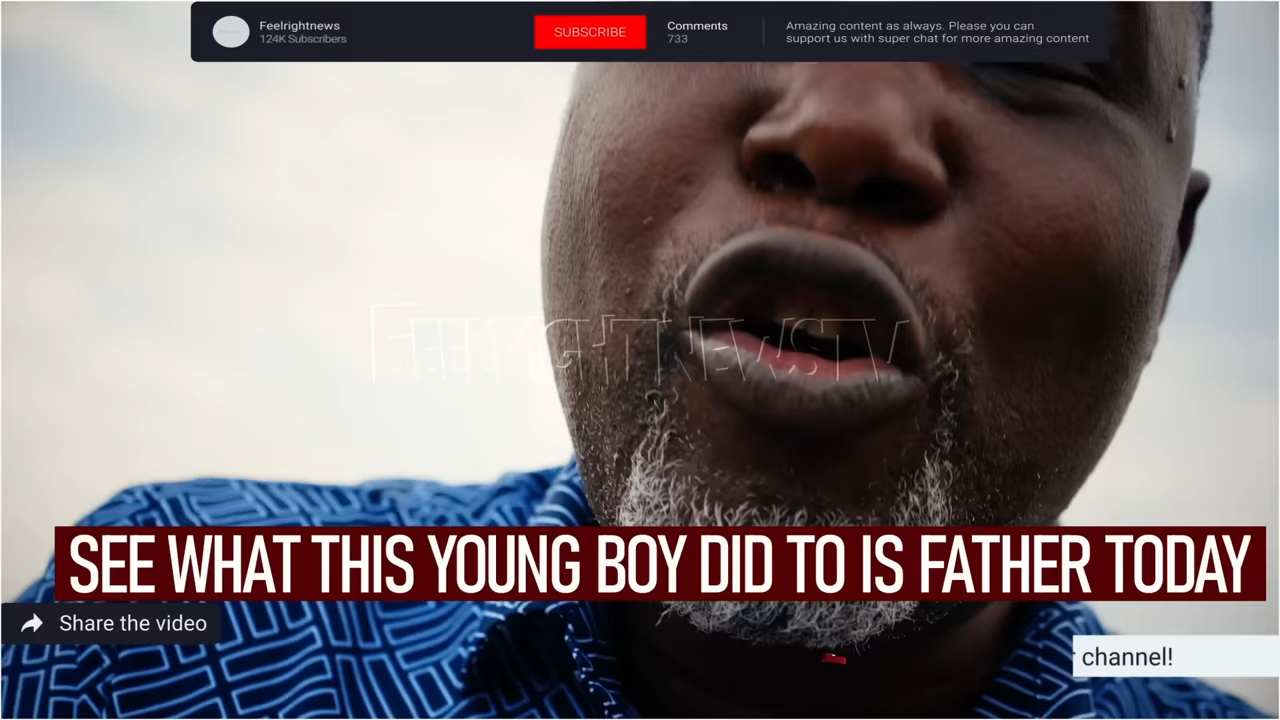 Feelrightnews
124K Subscribers
SUBSCRIBE
Comments
733
Amazing content as always. Please you can
support us with super chat for more amazing content
FEELRIGHTNEWSTV
SEE WHAT THIS YOUNG BOY DID TO IS FATHER TODAY
Share the video
channel!